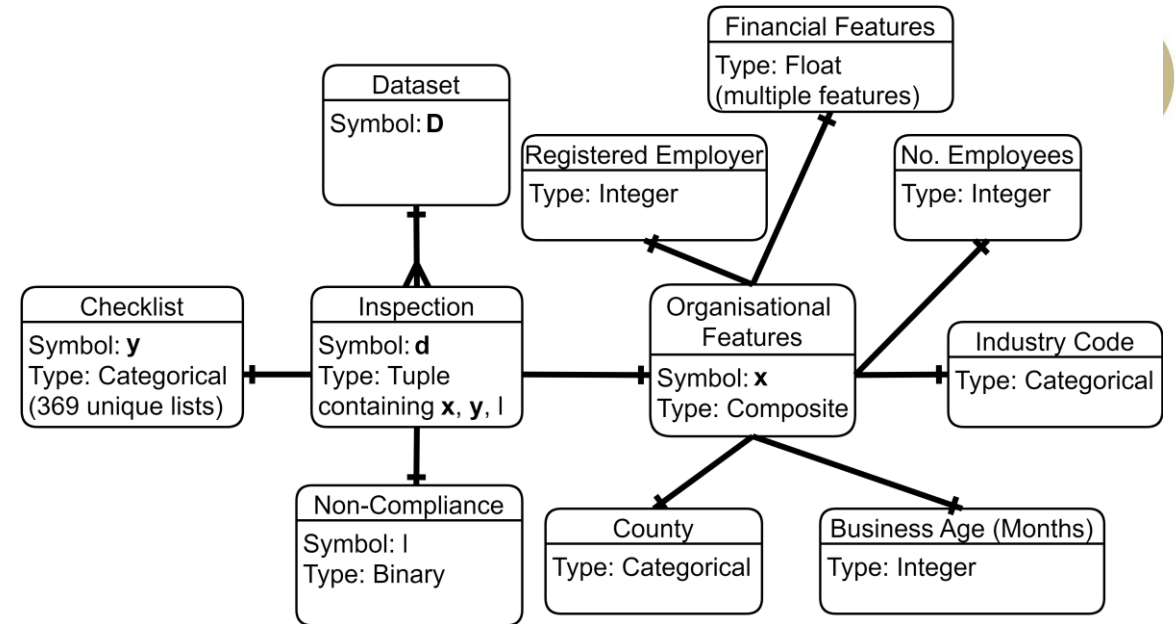 Financial Features
Type: Float
(multiple features)
Dataset
Symbol: D
Registered Employer
Type: Integer
No. Employees
Type: Integer
Checklist
Symbol: y
Type: Categorical
(369 unique lists)
Inspection
Symbol: d
Type: Tuple
containing x, y, l
Organisational
Features
Symbol: x
Type: Composite
Industry Code
Type: Categorical
Non-Compliance
Symbol: l
Type: Binary
County
Type: Categorical
Business Age (Months)
Type: Integer